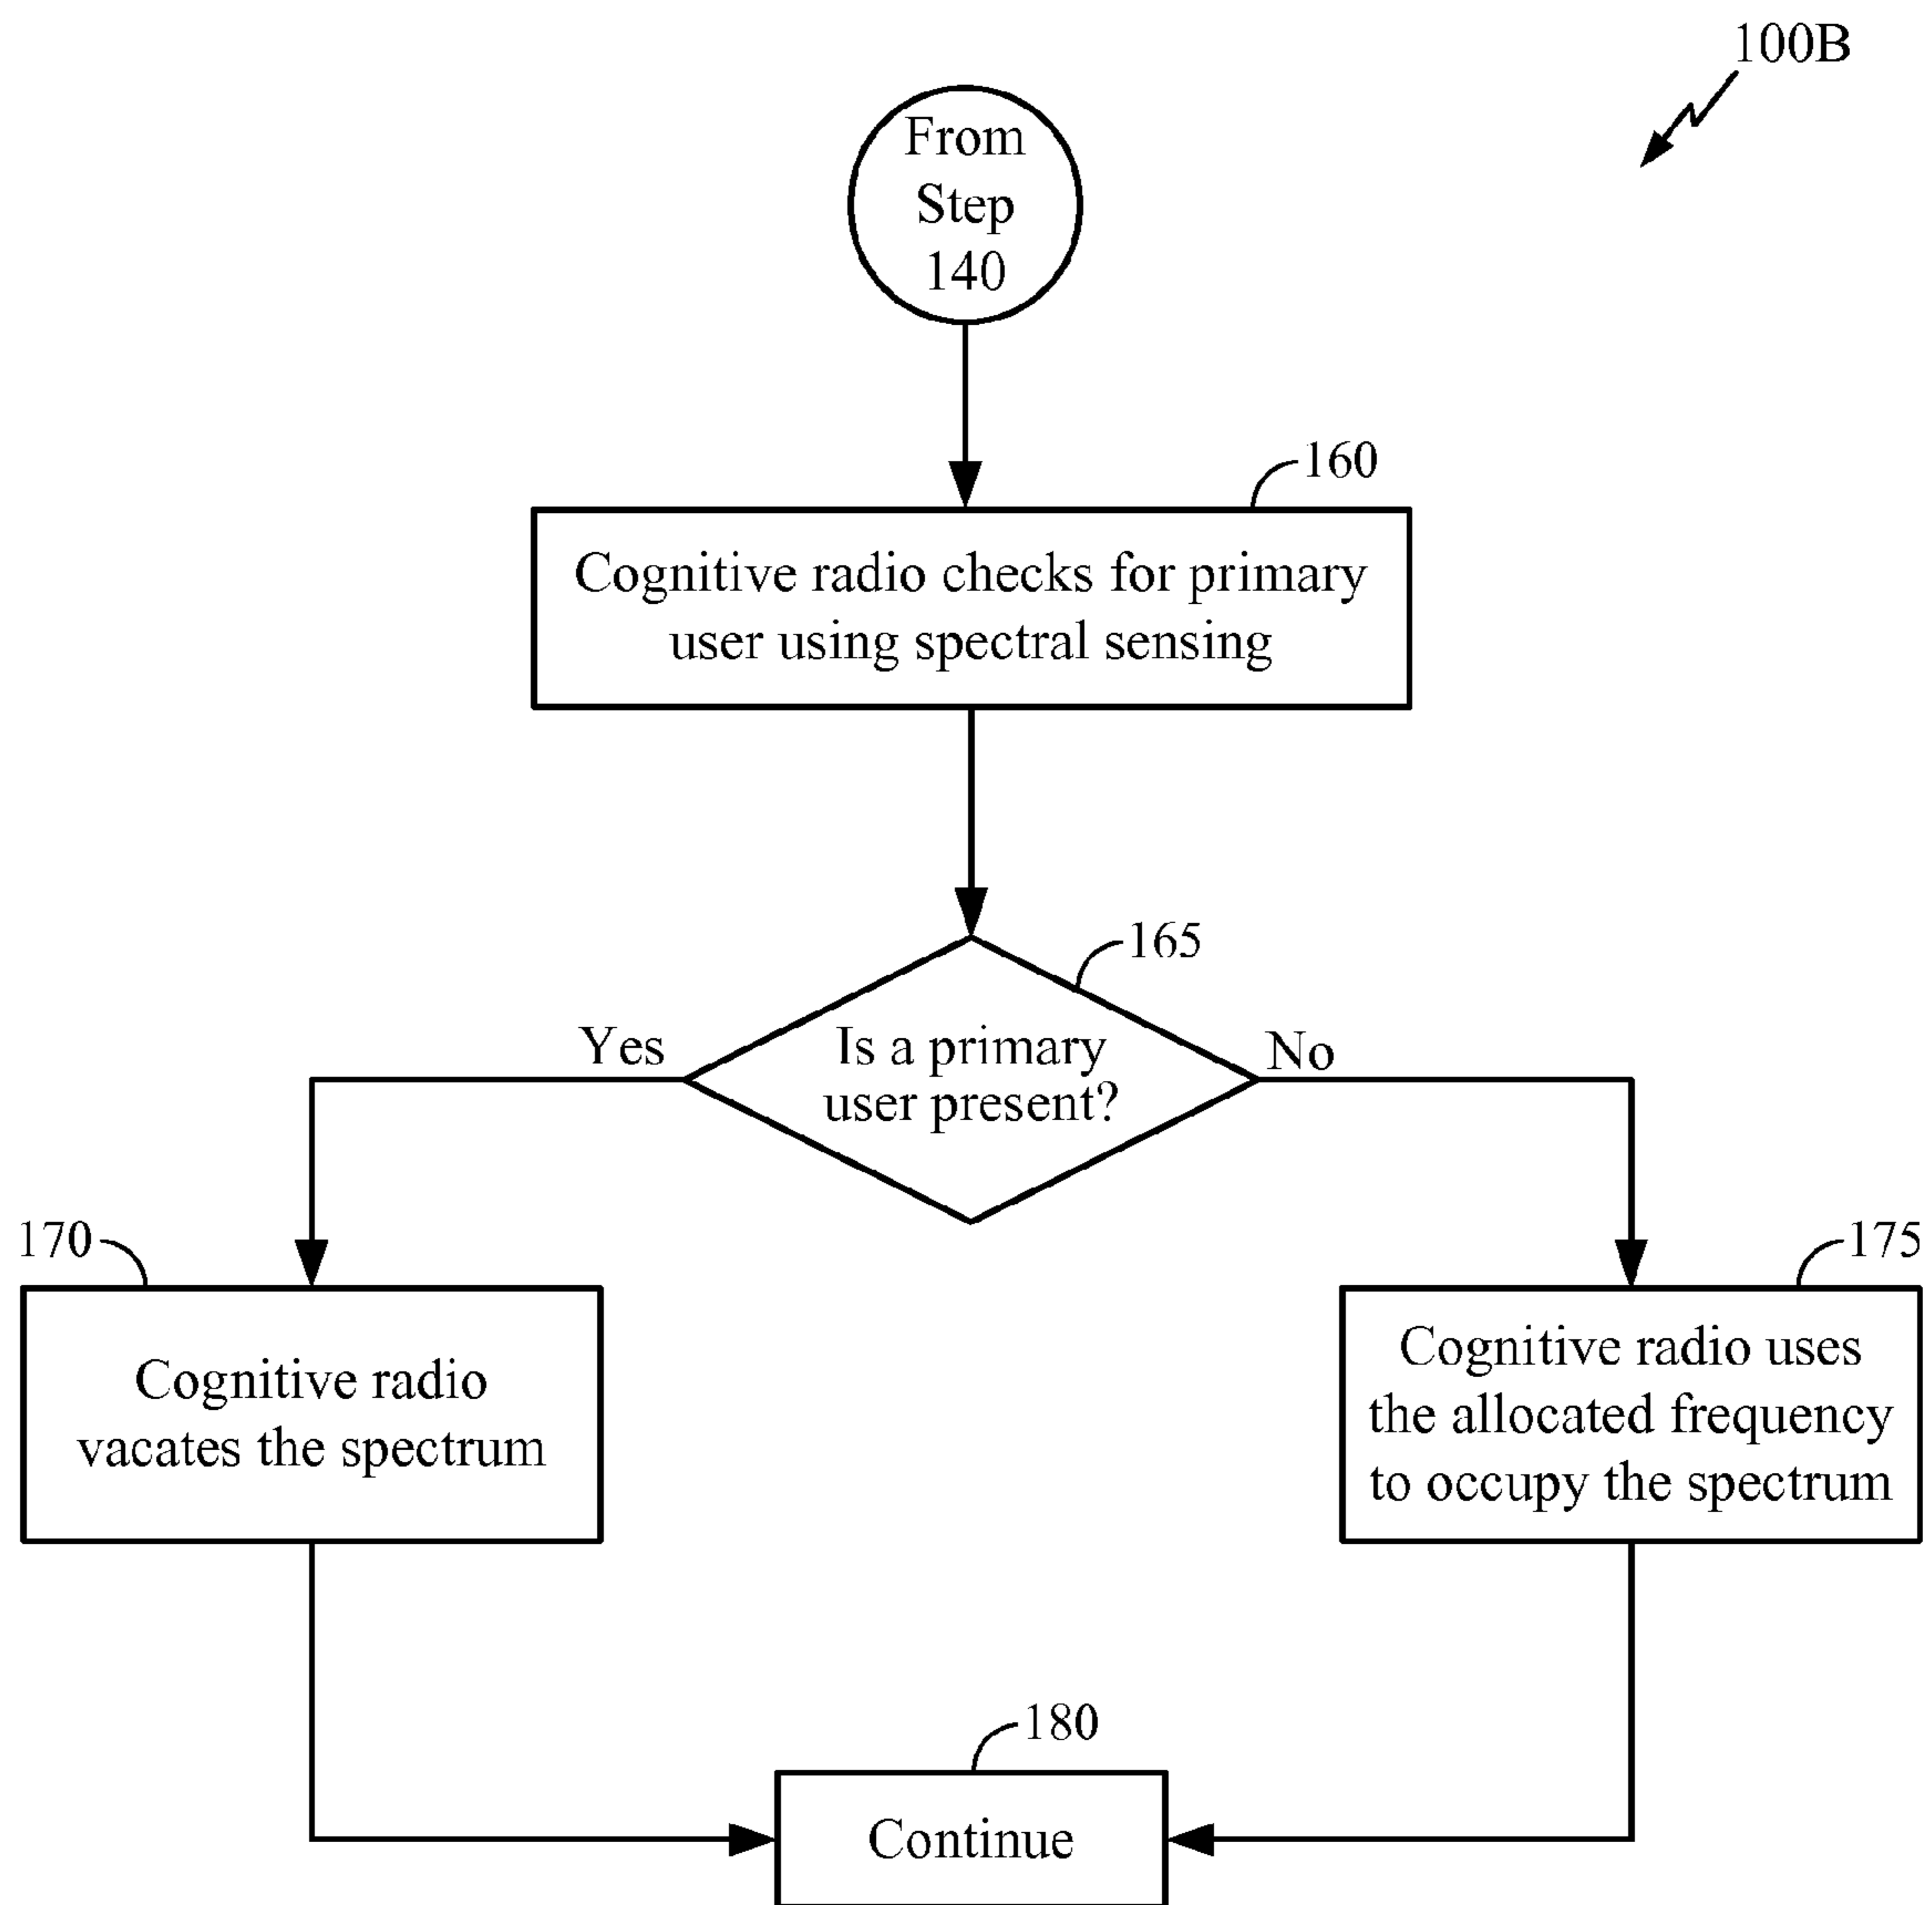 100B
From
Step
140
160
Cognitive radio checks for primary
user using spectral sensing
165
Yes
Is a primary
user present?
No
170
Cognitive radio
vacates the spectrum
175
Cognitive radio uses
the allocated frequency
to occupy the spectrum
180
Continue